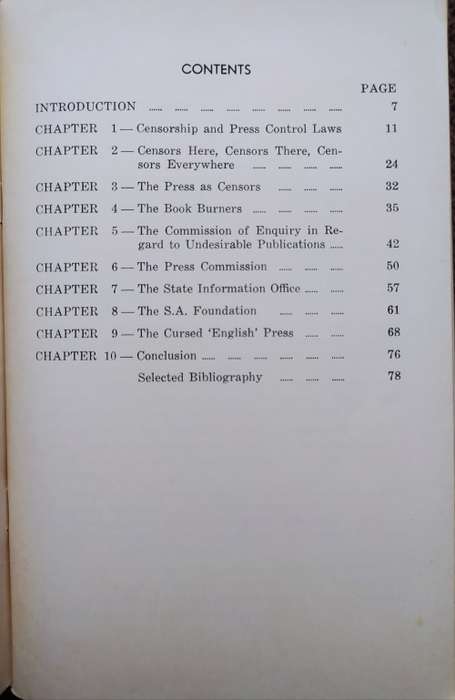 CONTENTS
PAGE
INTRODUCTION ...... ...... ...... ...... ...... ...... ...... ...... 7
CHAPTER 1 — Censorship and Press Control Laws 11
CHAPTER 2 — Censors Here, Censors There, Cen-
sors Everywhere ...... ...... ...... ...... 24
CHAPTER 3 — The Press as Censors ...... ...... ...... 32
CHAPTER 4 — The Book Burners ...... ...... ...... ...... 35
CHAPTER 5 — The Commission of Enquiry in Re-
gard to Undesirable Publications ...... 42
CHAPTER 6 — The Press Commission ...... ...... ...... 50
CHAPTER 7 — The State Information Office ...... ...... 57
CHAPTER 8 — The S.A. Foundation ...... ...... ...... 61
CHAPTER 9 — The Cursed 'English' Press ...... ...... 68
CHAPTER 10 — Conclusion ...... ...... ...... ...... ...... ...... 76
Selected Bibliography ...... ...... ...... 78